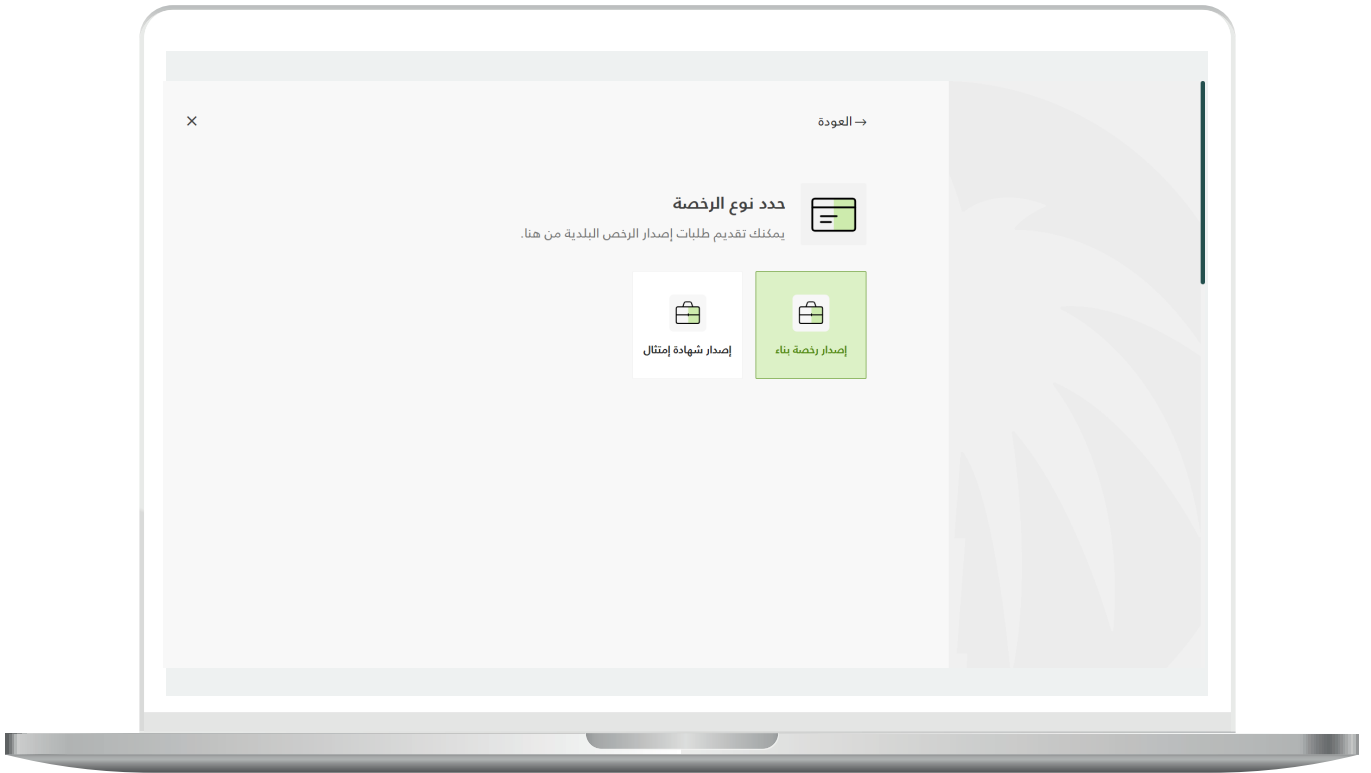 → العودة
حدد نوع الرخصة
يمكنك تقديم طلبات إصدار الرخص البلدية من هنا.
إصدار رخصة بناء
إصدار شهادة إمتثال